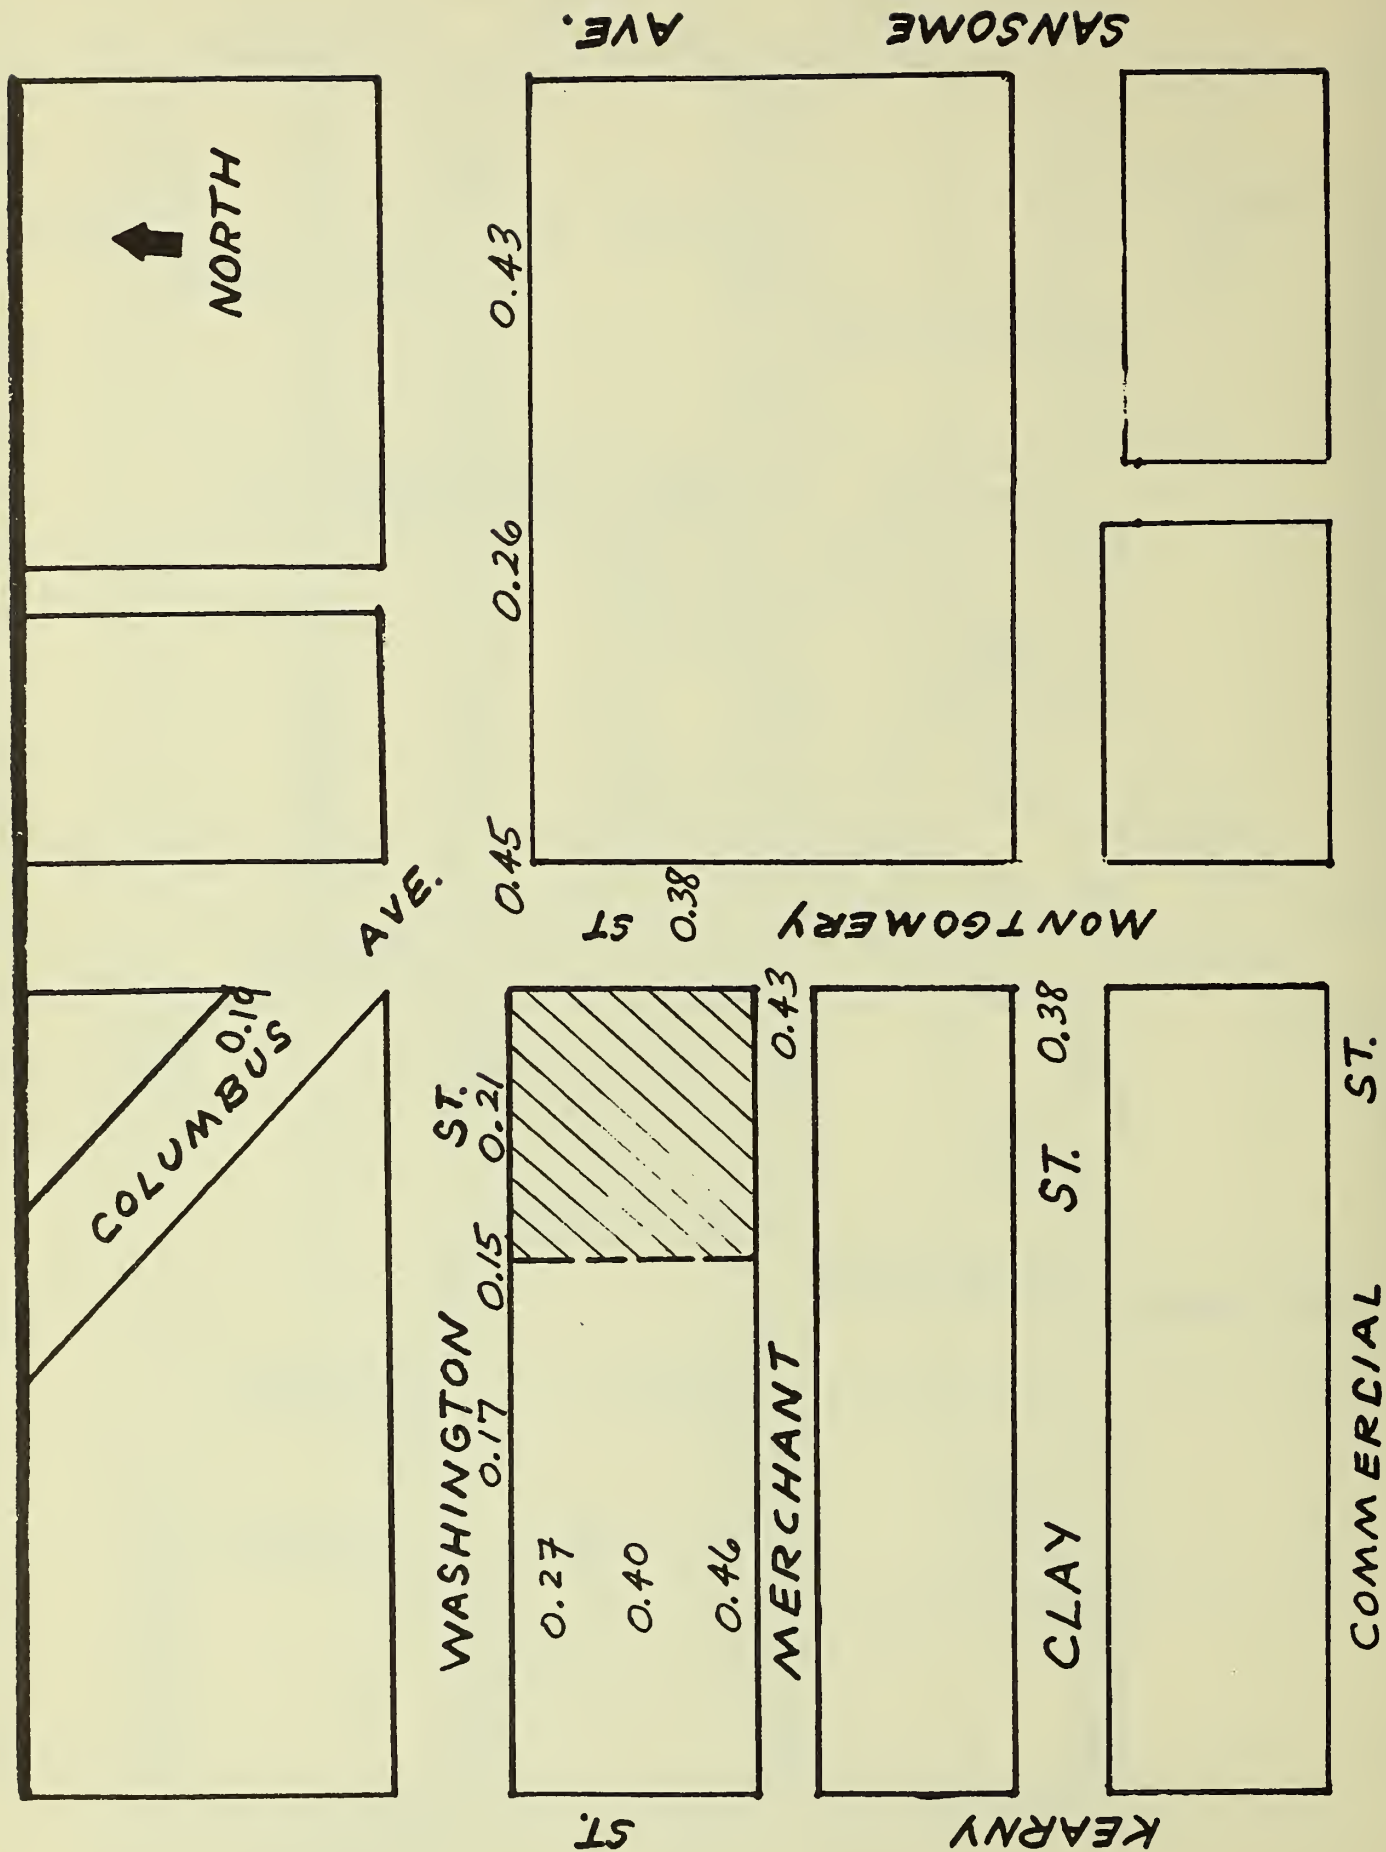 NORTH
0.19
COLUMBUS AVE.
WASHINGTON ST.
0.17 0.15 0.21 0.45 0.26 0.43
0.27
0.40
0.46
0.38
MERCHANT 0.43
CLAY ST. 0.38
COMMERCIAL ST.
KEARNY ST.
MONTGOMERY ST
SANSOME AVE.